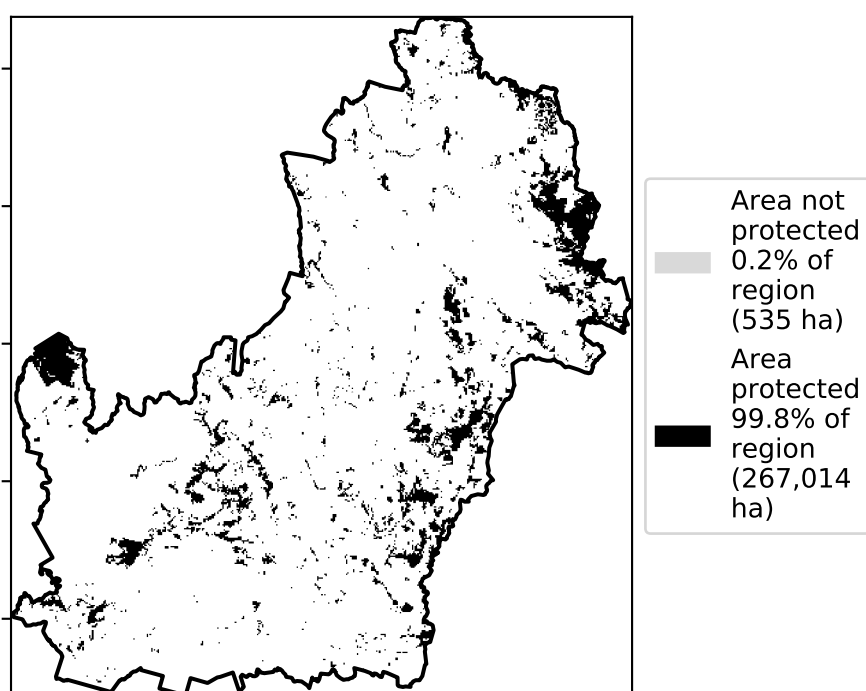 Area not
protected
0.2% of
region
(535 ha)
Area
protected
99.8% of
region
(267,014
ha)